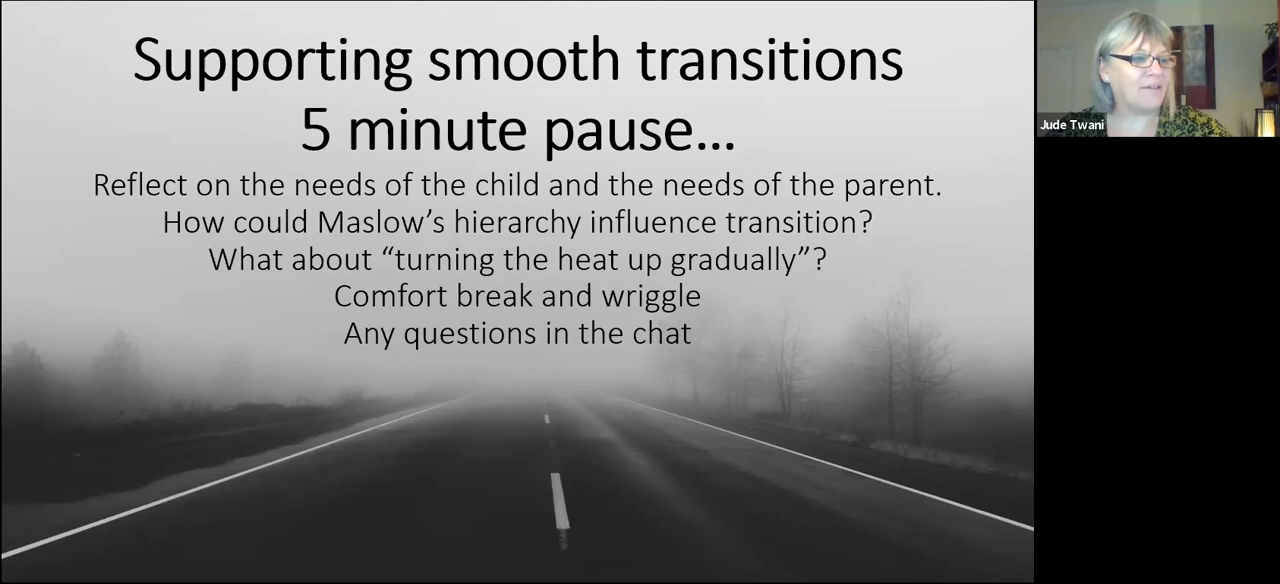 Supporting smooth transitions
5 minute pause...
Reflect on the needs of the child and the needs of the parent.
How could Maslow’s hierarchy influence transition?
What about “turning the heat up gradually”?
Comfort break and wriggle
Any questions in the chat
Jude Twani